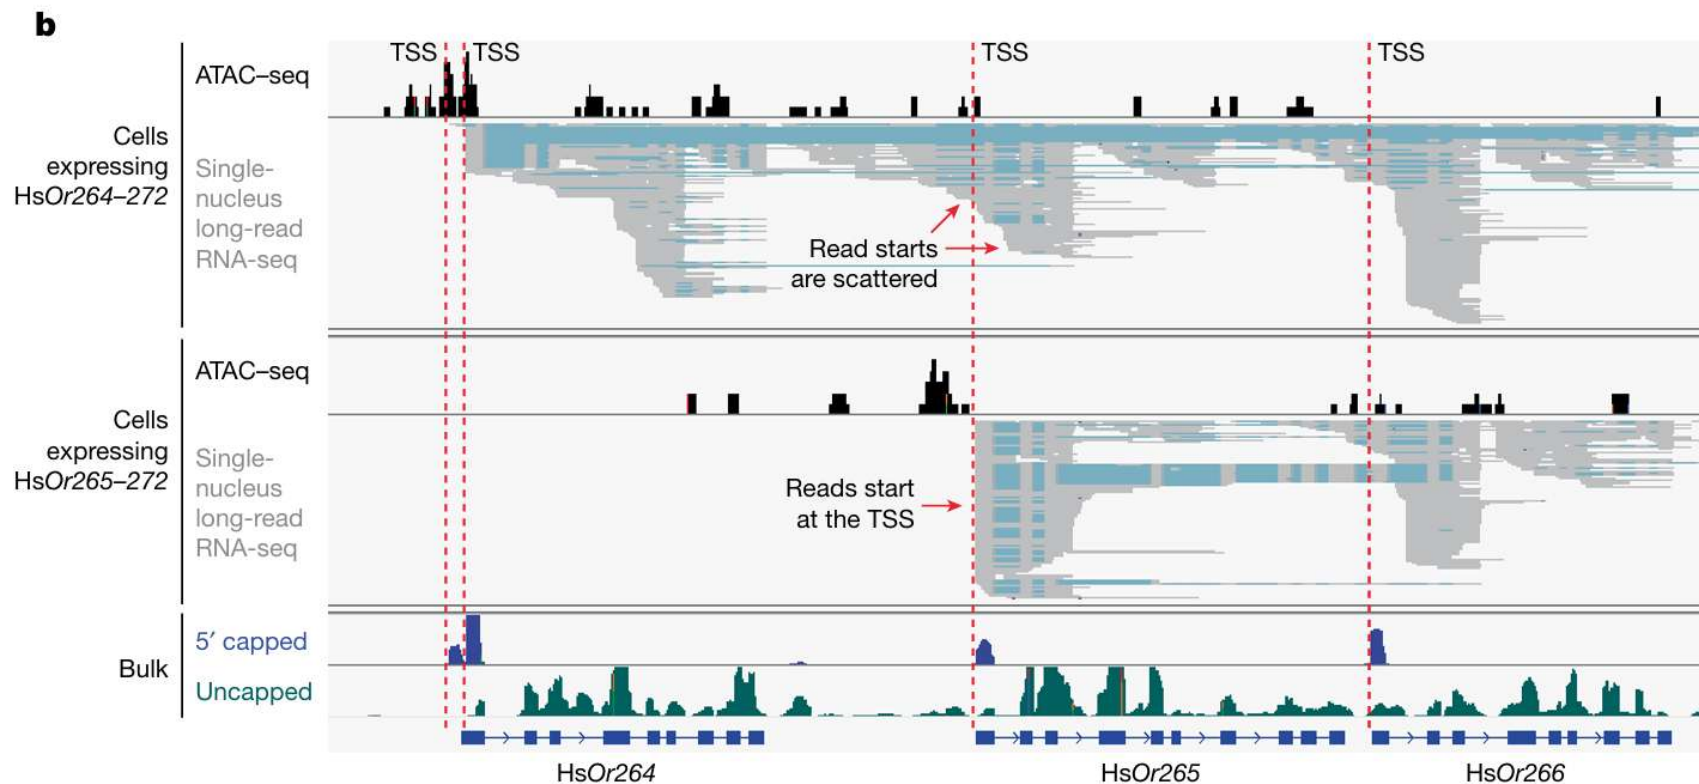 b
TSS TSS TSS TSS
ATAC–seq
Cells
expressing
HsOr264–272
Single-
nucleus
long-read
RNA-seq
Read starts
are scattered
ATAC–seq
Cells
expressing
HsOr265–272
Single-
nucleus
long-read
RNA-seq
Reads start
at the TSS
Bulk
5′ capped
Uncapped
HsOr264 HsOr265 HsOr266